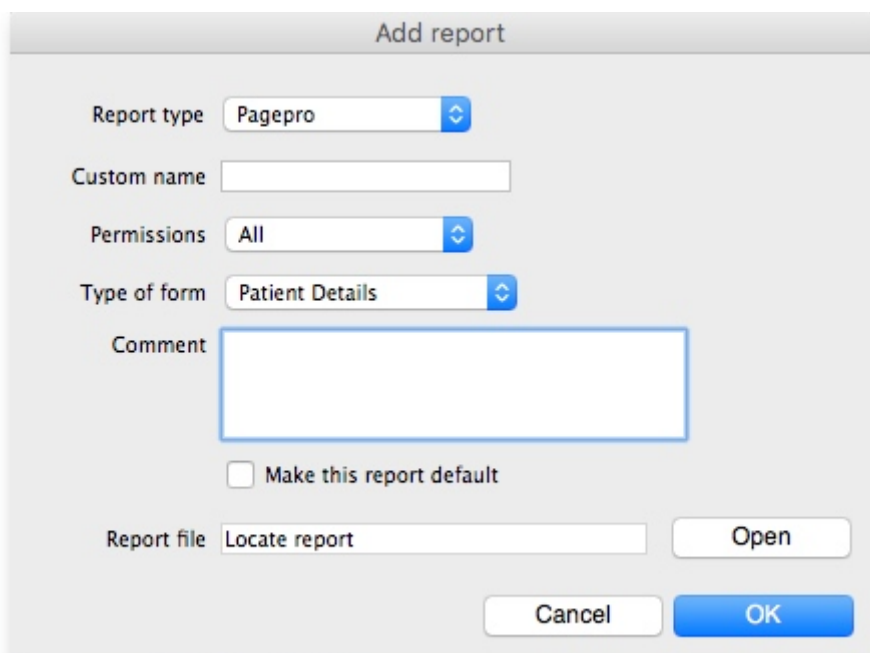 Add report
Report type Pagepro
Custom name
Permissions All
Type of form Patient Details
Comment
Make this report default
Report file Locate report Open
Cancel OK